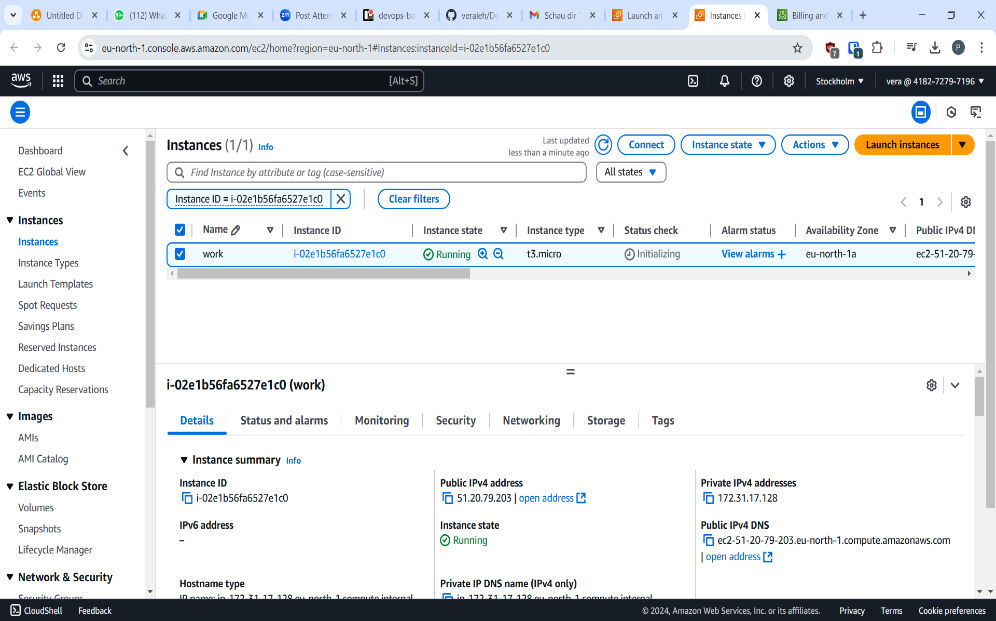 Untitled D
(112) Wha
Google M
Post Atten
devops-bo
veraleh/D
Schau dir
Launch an
Instances
Billing and
eu-north-1.console.aws.amazon.com/ec2/home?region=eu-north-1#Instances:instanceId=i-02e1b56fa6527e1c0
7
1
P
aws
Search
[Alt+S]
Stockholm
vera @ 4182-7279-7196
Dashboard
EC2 Global View
Events
Instances
Instances
Instance Types
Launch Templates
Spot Requests
Savings Plans
Reserved Instances
Dedicated Hosts
Capacity Reservations
Images
AMIs
AMI Catalog
Elastic Block Store
Volumes
Snapshots
Lifecycle Manager
Network & Security
Security Groups
Instances (1/1) Info
Last updated
less than a minute ago
Connect
Instance state
Actions
Launch instances
Find Instance by attribute or tag (case-sensitive)
All states
Instance ID = i-02e1b56fa6527e1c0
Clear filters
1
Name Instance ID Instance state Instance type Status check Alarm status Availability Zone Public IPv4 DN
work i-02e1b56fa6527e1c0 Running t3.micro Initializing View alarms + eu-north-1a ec2-51-20-79-
i-02e1b56fa6527e1c0 (work)
Details Status and alarms Monitoring Security Networking Storage Tags
Instance summary Info
Instance ID
i-02e1b56fa6527e1c0
IPv6 address
–
Hostname type
IP name: ip-172-31-17-128.eu-north-1.compute.internal
Public IPv4 address
51.20.79.203 | open address
Instance state
Running
Private IP DNS name (IPv4 only)
ip-172-31-17-128.eu-north-1.compute.internal
Private IPv4 addresses
172.31.17.128
Public IPv4 DNS
ec2-51-20-79-203.eu-north-1.compute.amazonaws.com
| open address
CloudShell
Feedback
© 2024, Amazon Web Services, Inc. or its affiliates.
Privacy
Terms
Cookie preferences